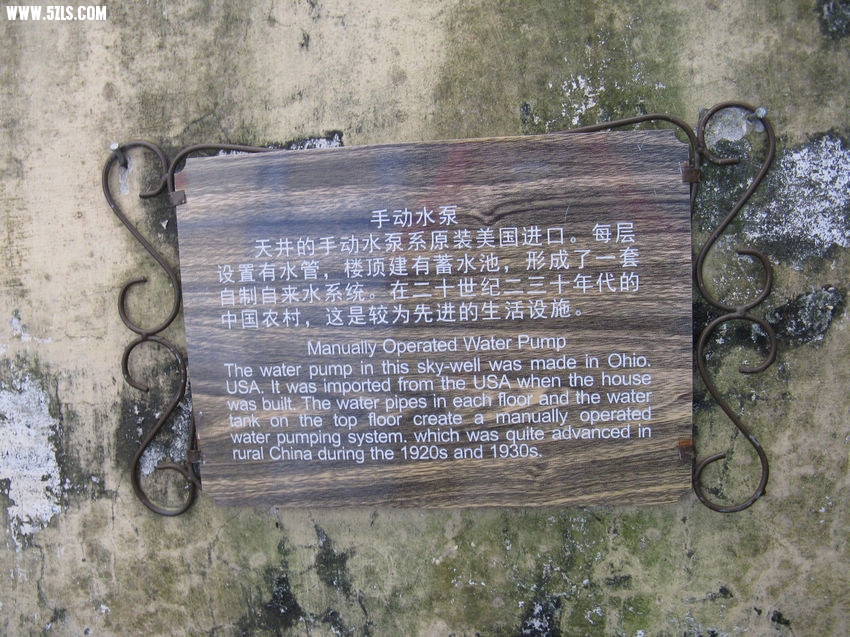 WWW.5ZLS.COM
手动水泵
天井的手动水泵系原装美国进口。每层
设置有水管，楼顶建有蓄水池，形成了一套
自制自来水系统。在二十世纪二三十年代的
中国农村，这是较为先进的生活设施。
Manually Operated Water Pump
The water pump in this sky-well was made in Ohio,
USA. It was imported from the USA when the house
was built. The water pipes in each floor and the water
tank on the top floor create a manually operated
water pumping system, which was quite advanced in
rural China during the 1920s and 1930s.